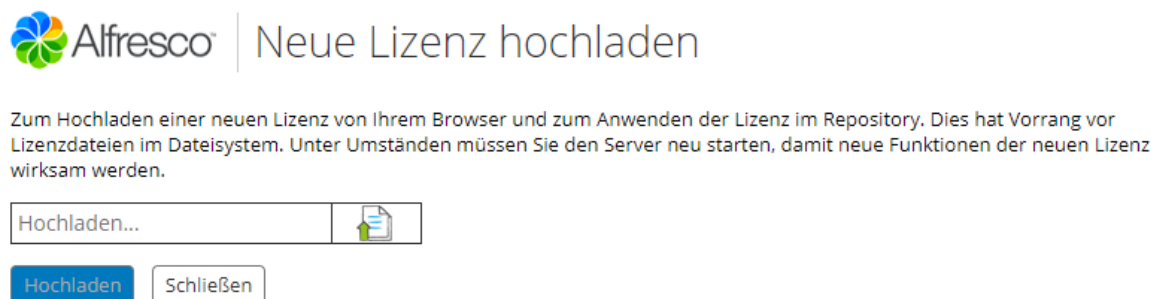 Alfresco Neue Lizenz hochladen
Zum Hochladen einer neuen Lizenz von Ihrem Browser und zum Anwenden der Lizenz im Repository. Dies hat Vorrang vor
Lizenzdateien im Dateisystem. Unter Umständen müssen Sie den Server neu starten, damit neue Funktionen der neuen Lizenz
wirksam werden.
Hochladen...
Hochladen Schließen